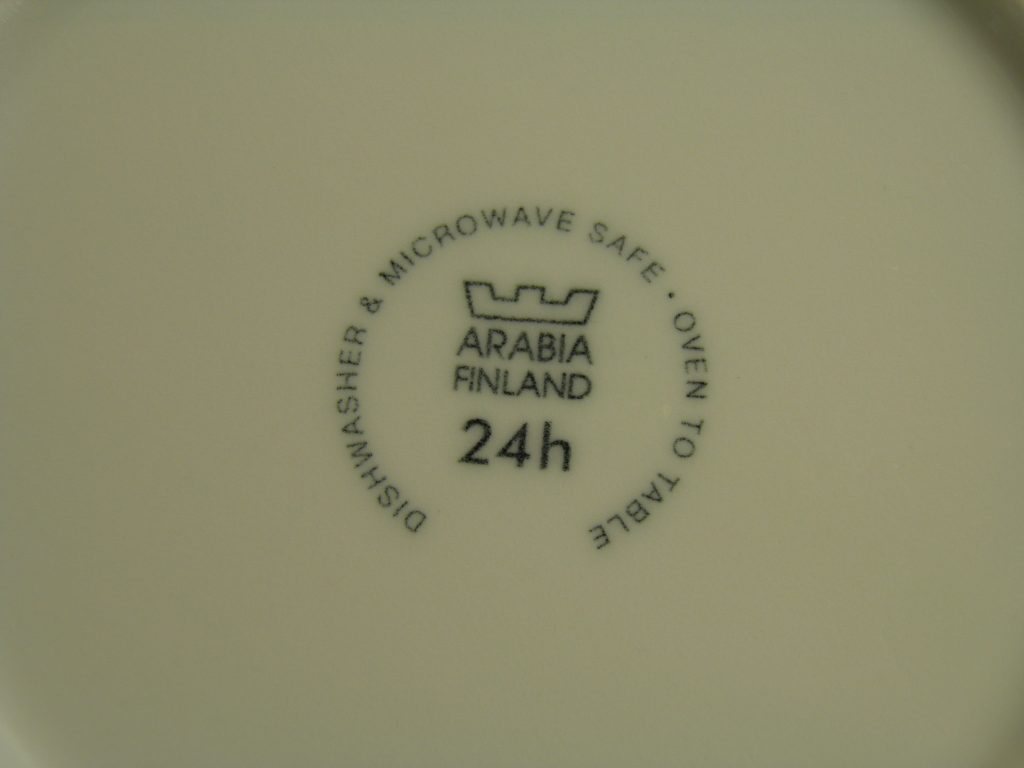 DISHWASHER & MICROWAVE SAFE · OVEN TO TABLE
ARABIA
FINLAND
24h